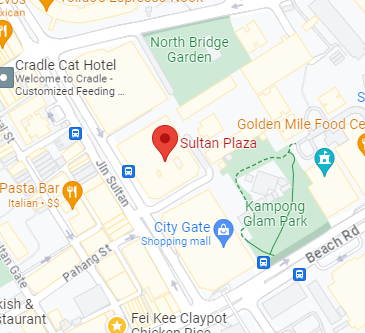 North Bridge
Garden
Cradle Cat Hotel
Welcome to Cradle -
Customized Feeding ...
Sultan Plaza
Golden Mile Food Ce
Jln Sultan
Pasta Bar
Italian • $$
Kampong
Glam Park
City Gate
Shopping mall
Beach Rd
Pahang St
Fei Kee Claypot
Chicken Rice